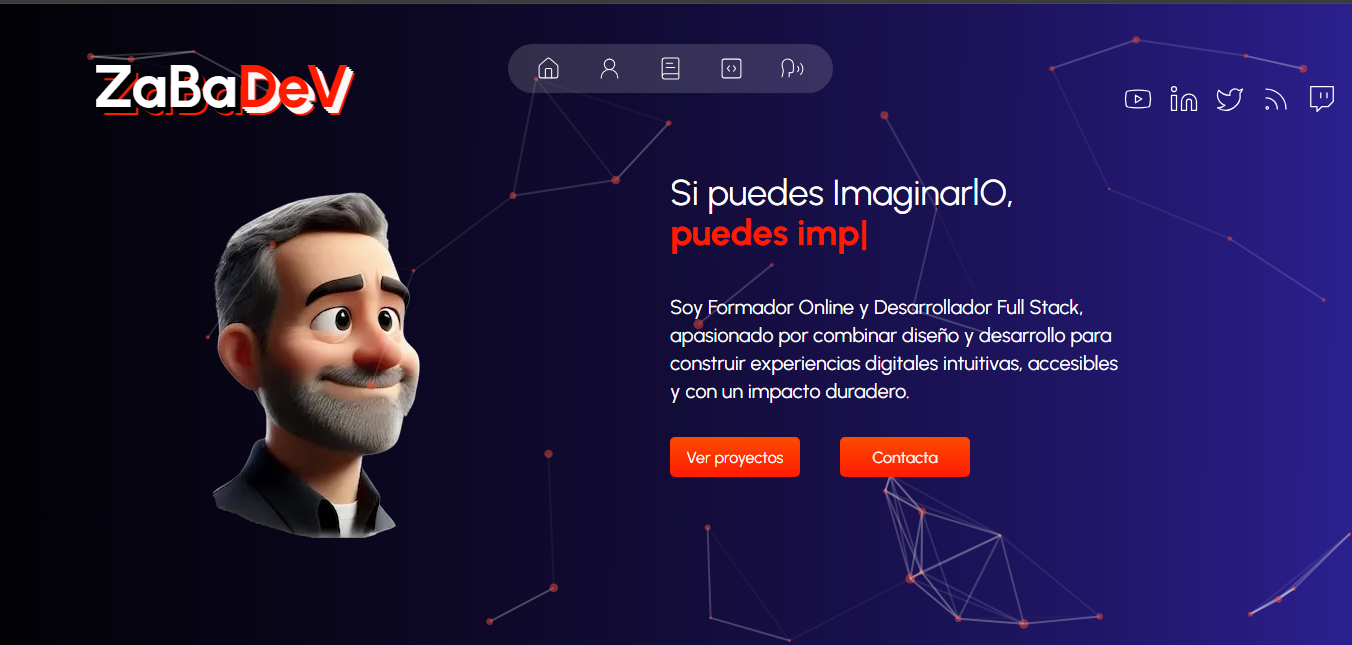 ZaBaDeV
Si puedes ImaginarlO,
puedes imp|
Soy Formador Online y Desarrollador Full Stack,
apasionado por combinar diseño y desarrollo para
construir experiencias digitales intuitivas, accesibles
y con un impacto duradero.
Ver proyectos
Contacta